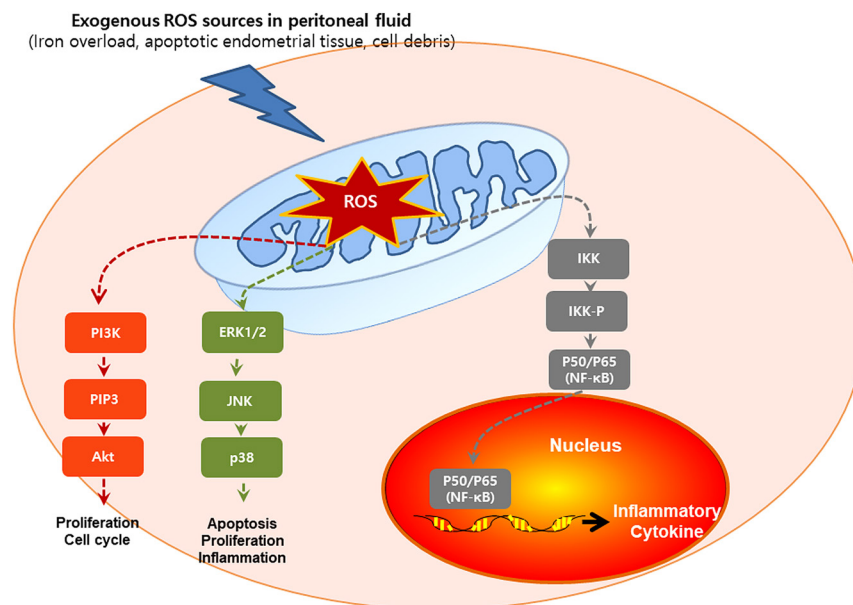 Exogenous ROS sources in peritoneal fluid
(Iron overload, apoptotic endometrial tissue, cell debris)
ROS
PI3K
PIP3
Akt
Proliferation
Cell cycle
ERK1/2
JNK
p38
Apoptosis
Proliferation
Inflammation
IKK
IKK-P
P50/P65
(NF-κB)
Nucleus
P50/P65
(NF-κB)
Inflammatory
Cytokine